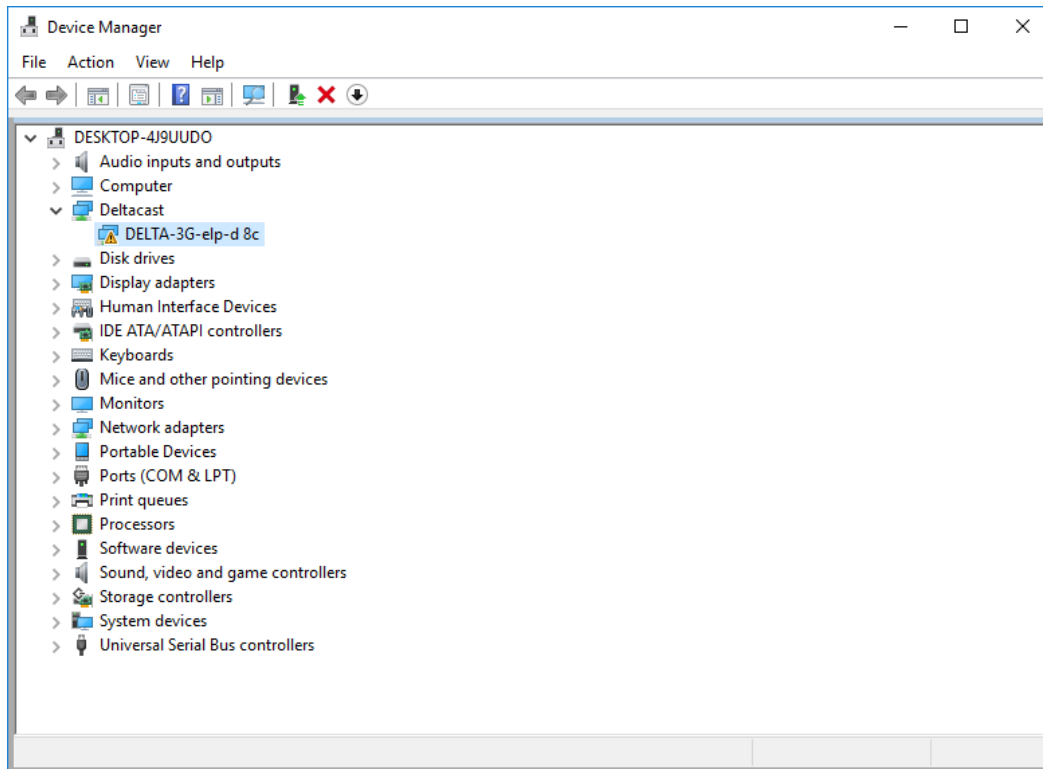 Device Manager
File Action View Help
DESKTOP-4J9UUDO
Audio inputs and outputs
Computer
Deltacast
DELTA-3G-elp-d 8c
Disk drives
Display adapters
Human Interface Devices
IDE ATA/ATAPI controllers
Keyboards
Mice and other pointing devices
Monitors
Network adapters
Portable Devices
Ports (COM & LPT)
Print queues
Processors
Software devices
Sound, video and game controllers
Storage controllers
System devices
Universal Serial Bus controllers